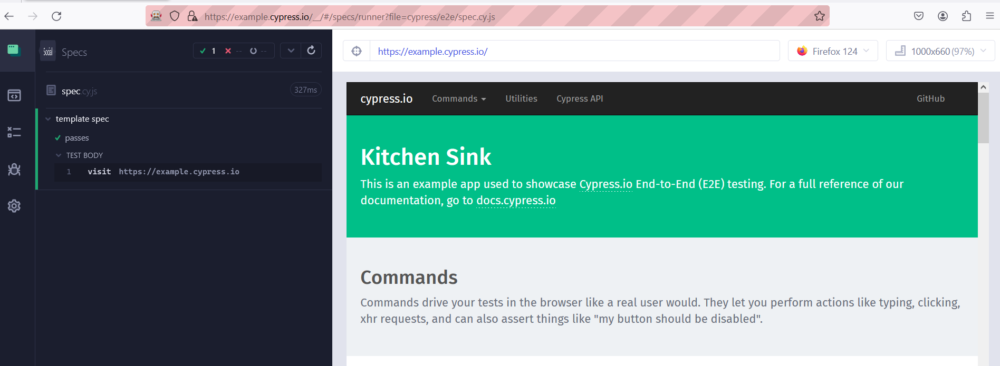 https://example.cypress.io/__/#/specs/runner?file=cypress/e2e/spec.cy.js
Social Specs 1 -- --
spec.cy.js 327ms
template spec
passes
TEST BODY
1 visit https://example.cypress.io
https://example.cypress.io/ Firefox 124 1000x660 (97%)
cypress.io Commands Utilities Cypress API GitHub
Kitchen Sink
This is an example app used to showcase Cypress.io End-to-End (E2E) testing. For a full reference of our
documentation, go to docs.cypress.io
Commands
Commands drive your tests in the browser like a real user would. They let you perform actions like typing, clicking,
xhr requests, and can also assert things like "my button should be disabled".